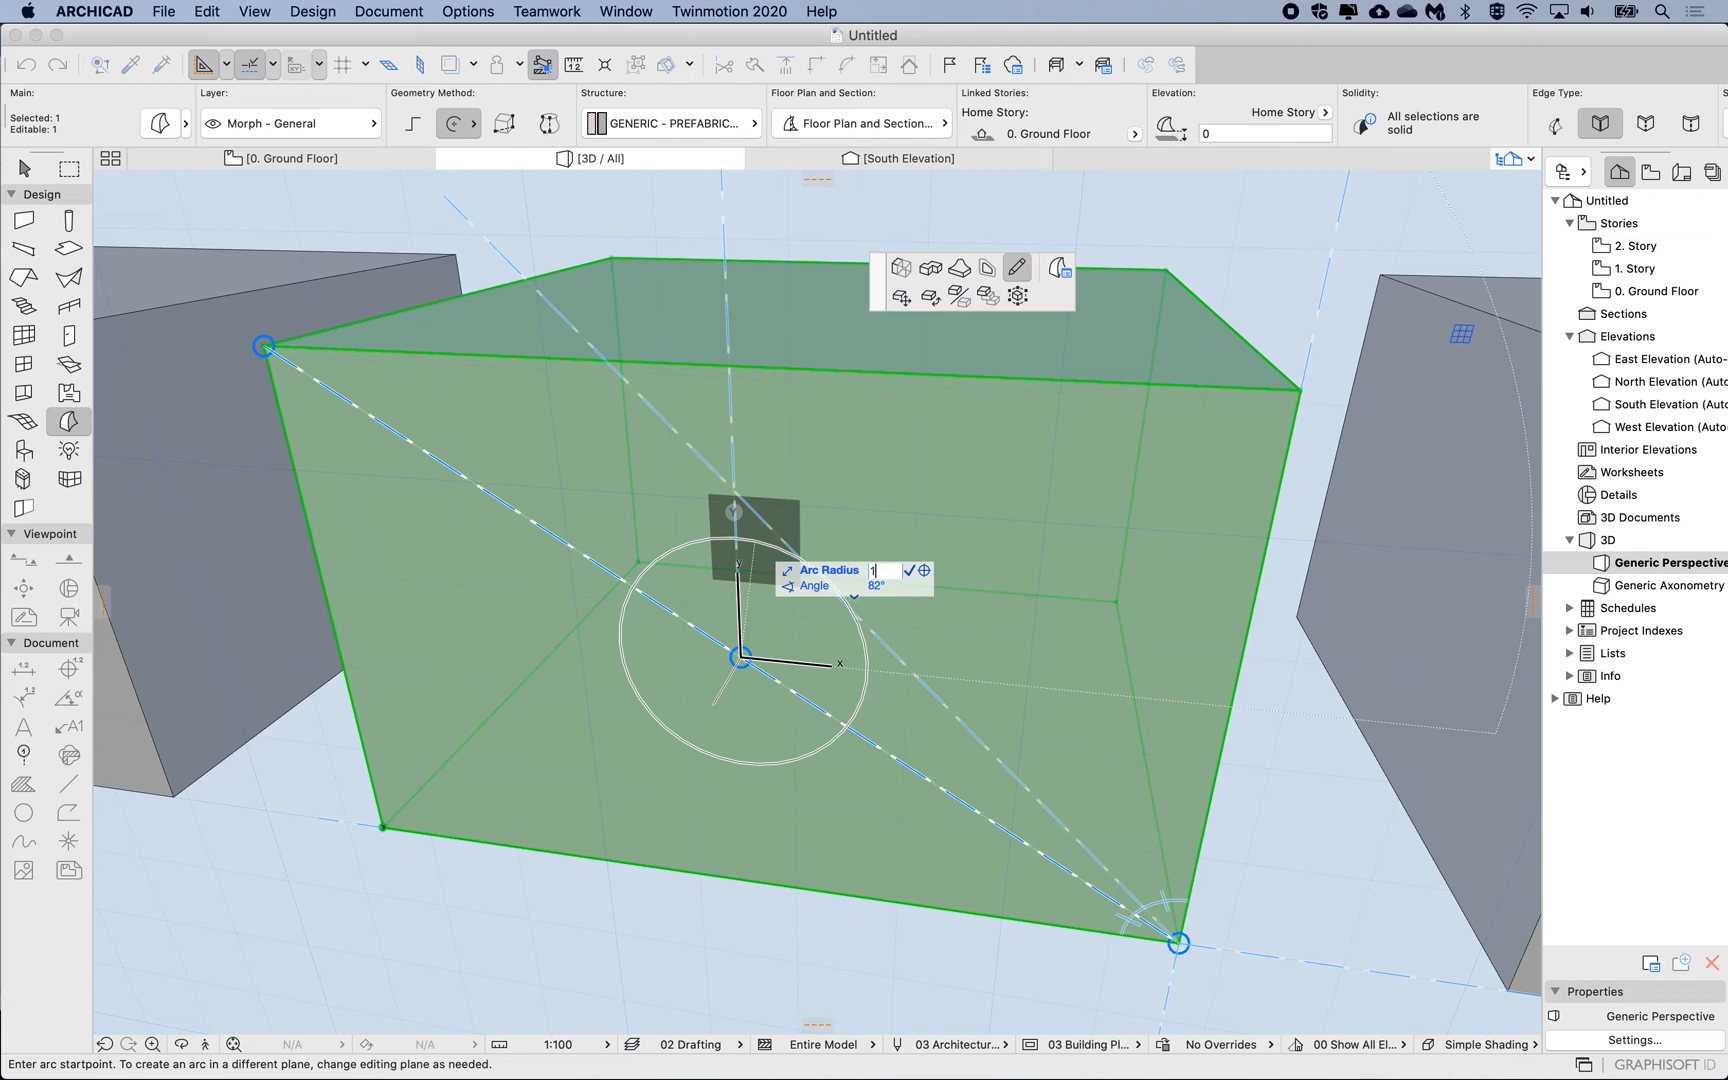 ARCHICAD File Edit View Design Document Options Teamwork Window Twinmotion 2020 Help
Untitled
Main:
Selected: 1
Editable: 1
Layer:
Morph - General
Geometry Method:
Structure:
GENERIC - PREFABRIC...
Floor Plan and Section:
Floor Plan and Section...
Linked Stories:
Home Story:
0. Ground Floor
Elevation:
Home Story
0
Solidity:
All selections are
solid
Edge Type:
[0. Ground Floor]
[3D / All]
[South Elevation]
Design
Viewpoint
Document
Arc Radius 1
Angle 82°
Y
y
x
Untitled
Stories
2. Story
1. Story
0. Ground Floor
Sections
Elevations
East Elevation (Auto-
North Elevation (Auto
South Elevation (Auto
West Elevation (Auto-
Interior Elevations
Worksheets
Details
3D Documents
3D
Generic Perspective
Generic Axonometry
Schedules
Project Indexes
Lists
Info
Help
Properties
Generic Perspective
Settings...
N/A
N/A
1:100
02 Drafting
Entire Model
03 Architectur...
03 Building Pl...
No Overrides
00 Show All El...
Simple Shading
Enter arc startpoint. To create an arc in a different plane, change editing plane as needed.
GRAPHISOFT ID